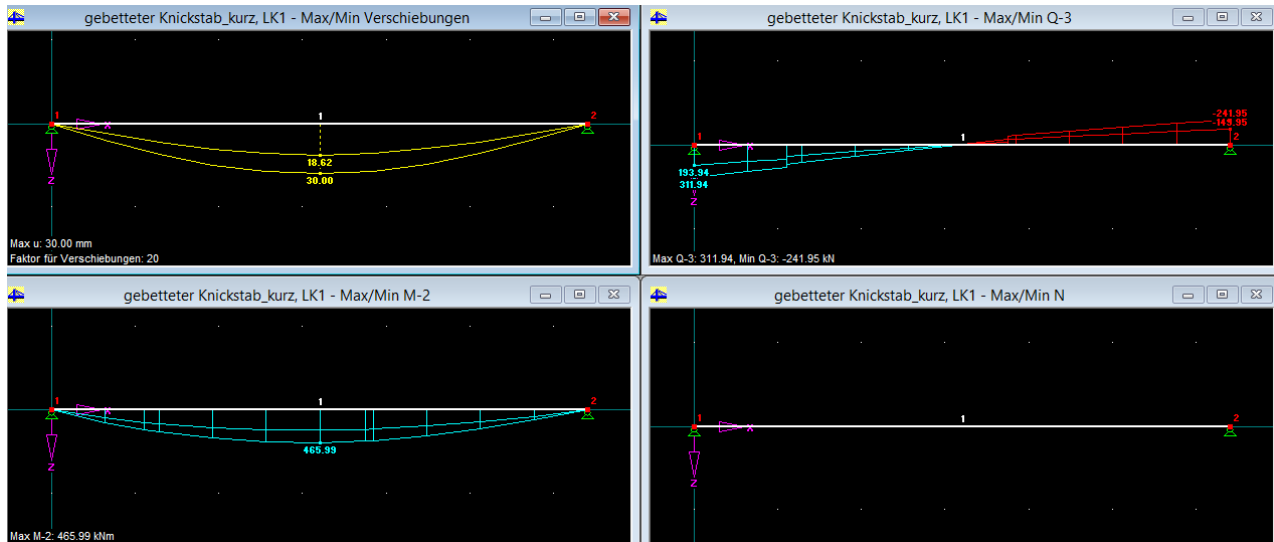 gebetteter Knickstab_kurz, LK1 - Max/Min Verschiebungen
1
1
2
x
z
18.62
30.00
Max u: 30.00 mm
Faktor für Verschiebungen: 20
gebetteter Knickstab_kurz, LK1 - Max/Min Q-3
-241.95
1
1
2
x
193.94
311.94
z
Max Q-3: 311.94, Min Q-3: -241.95 kN
gebetteter Knickstab_kurz, LK1 - Max/Min M-2
1
1
2
x
465.99
z
Max M-2: 465.99 kNm
gebetteter Knickstab_kurz, LK1 - Max/Min N
1
1
2
x
z